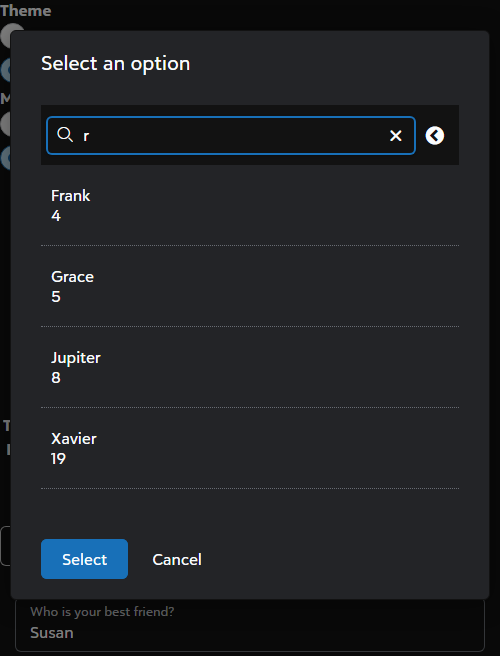 Theme
M
Select an option
r
Frank
4
Grace
5
Jupiter
8
Xavier
19
T
Select
Cancel
Who is your best friend?
Susan